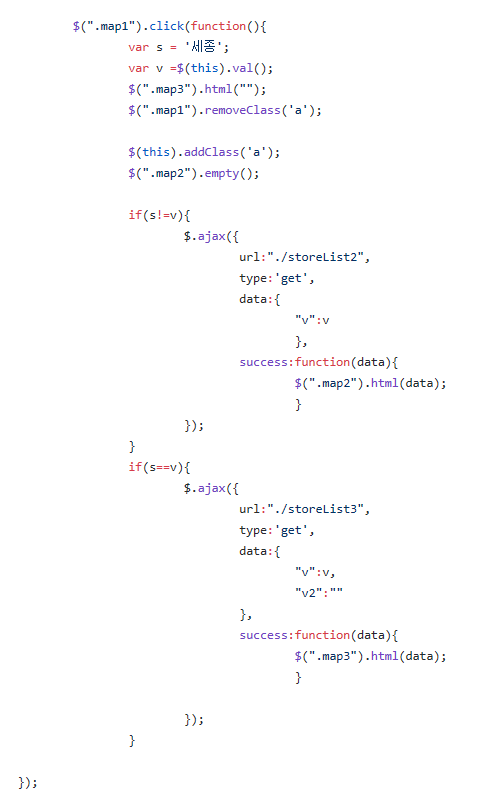 $(".map1").click(function(){
var s = '세종';
var v =$(this).val();
$(".map3").html("");
$(".map1").removeClass('a');
$(this).addClass('a');
$(".map2").empty();
if(s!=v){
$.ajax({
url:"./storeList2",
type:'get',
data:{
"v":v
},
success:function(data){
$(".map2").html(data);
}
});
}
if(s==v){
$.ajax({
url:"./storeList3",
type:'get',
data:{
"v":v,
"v2":""
},
success:function(data){
$(".map3").html(data);
}
});
}
});